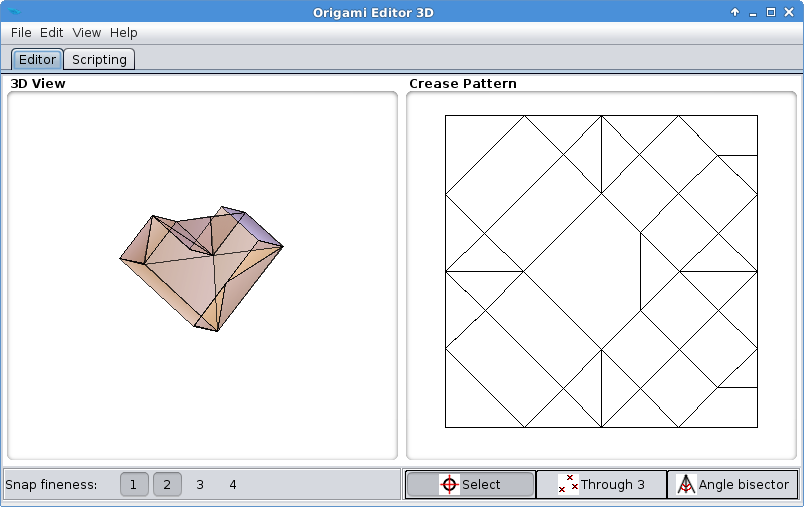 Origami Editor 3D
File Edit View Help
Editor Scripting
3D View Crease Pattern
Snap fineness: 1 2 3 4 Select Through 3 Angle bisector